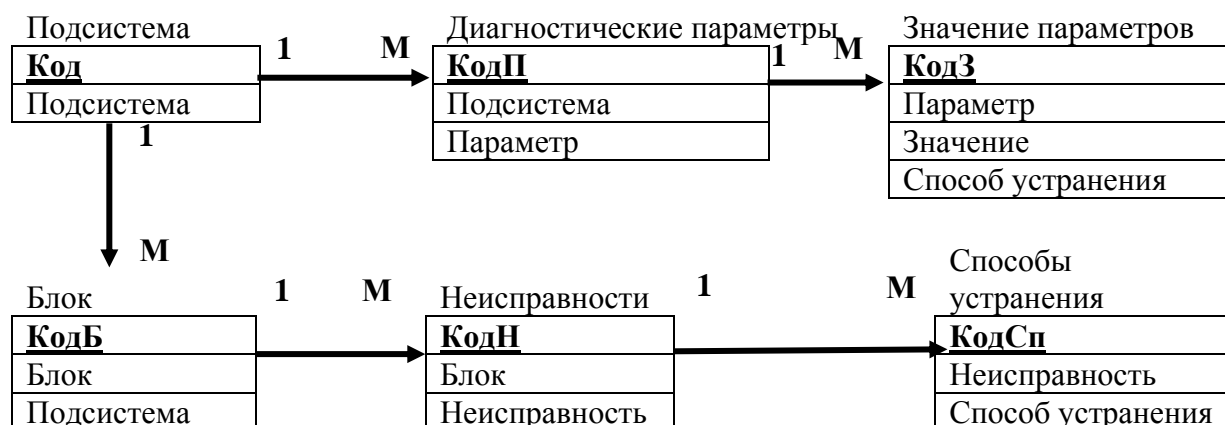 Подсистема
Код
Подсистема
1
М
Диагностические параметры
КодП
Подсистема
Параметр
1
М
Значение параметров
КодЗ
Параметр
Значение
Способ устранения
1
М
Блок
КодБ
Блок
Подсистема
1
М
Неисправности
КодН
Блок
Неисправность
1
М
Способы
устранения
КодСп
Неисправность
Способ устранения